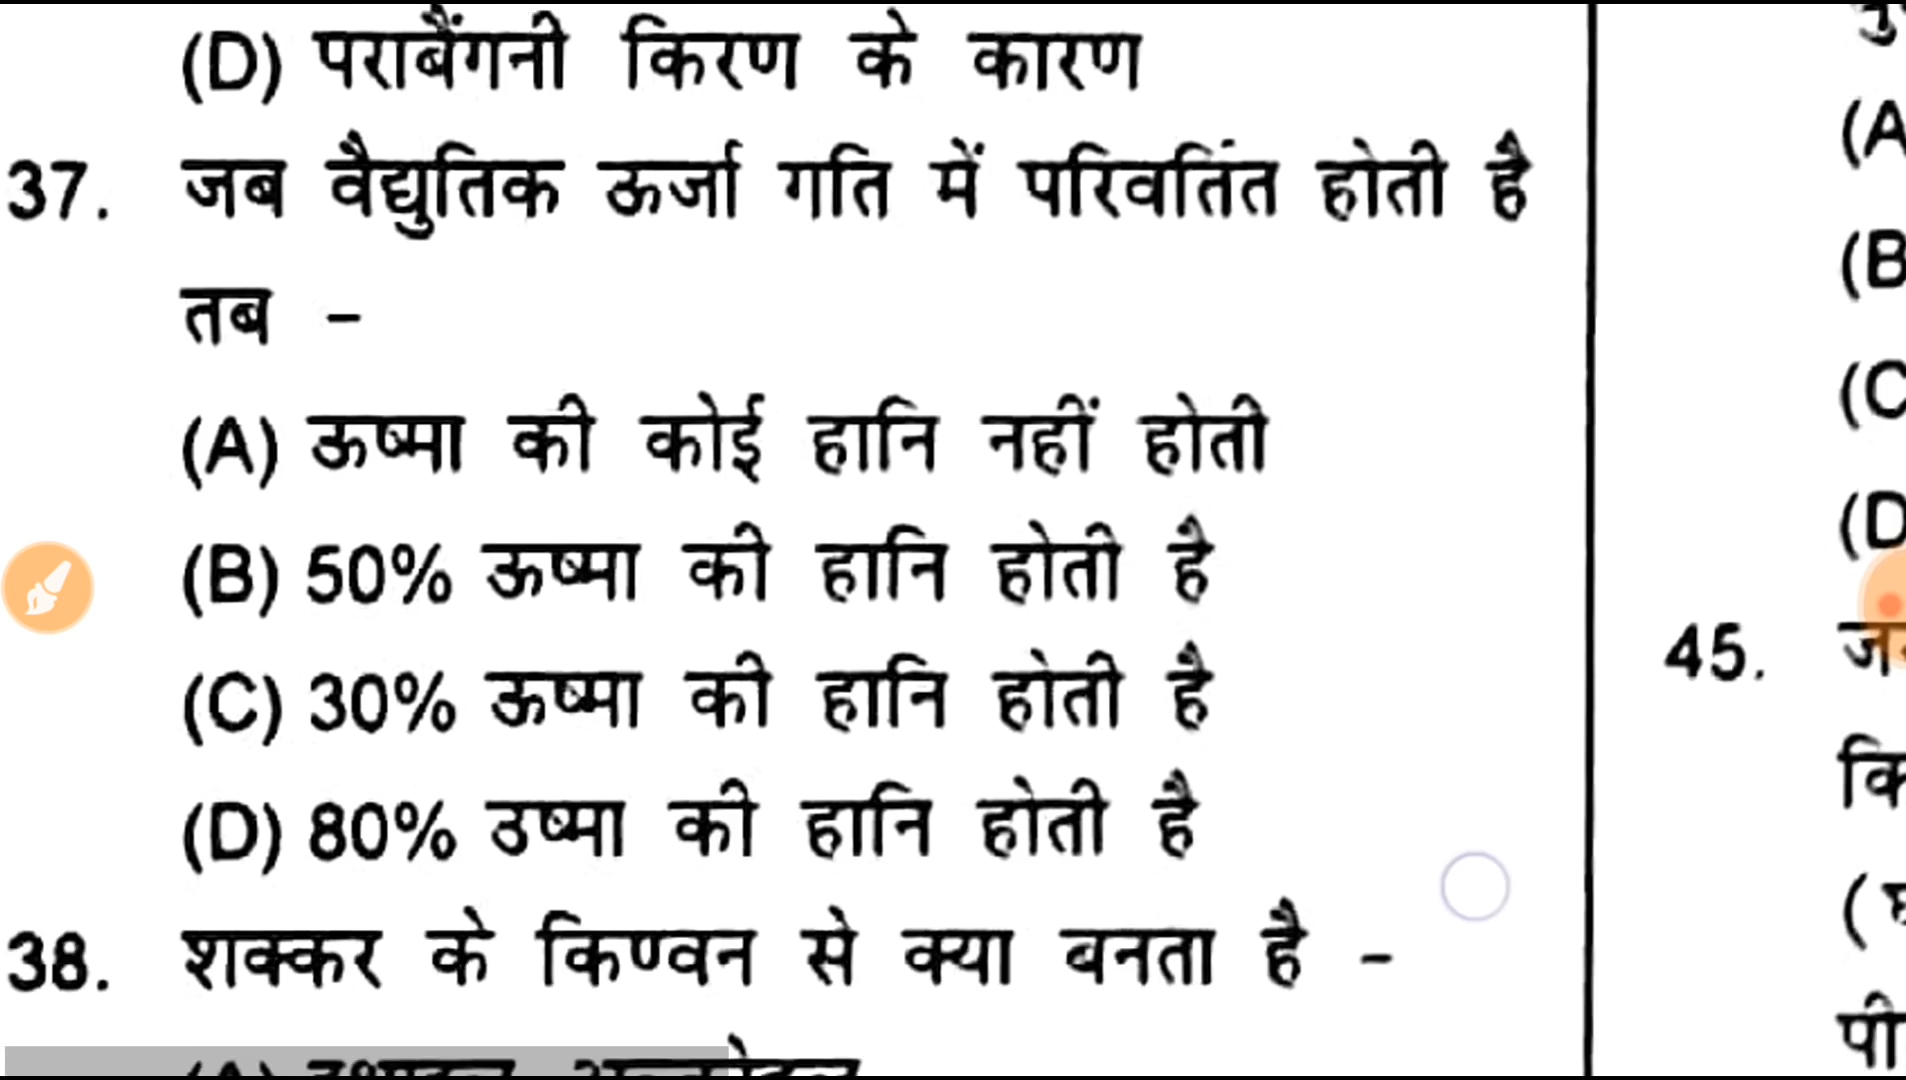 (D) पराबैंगनी किरण के कारण
37. जब वैद्युतिक ऊर्जा गति में परिवर्तित होती है
तब -
(A) ऊष्मा की कोई हानि नहीं होती
(B) 50% ऊष्मा की हानि होती है
(C) 30% ऊष्मा की हानि होती है
(D) 80% उष्मा की हानि होती है
38. शक्कर के किण्वन से क्या बनता है -
(A
(B
(C
(D
45.